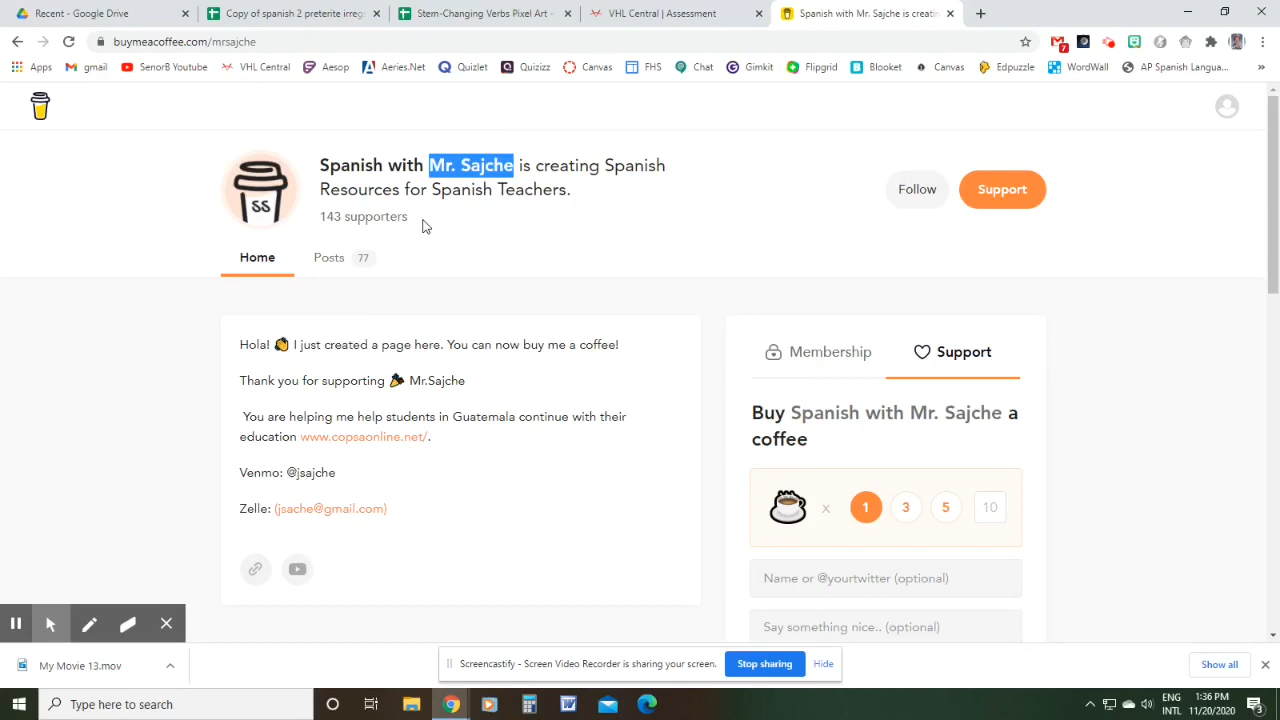 Recent - Google Drive
Copy of spanish 2 preterite irreg
Stem-Changing Verbs Pixel Art -
VHL Central | Assessment
Spanish with Mr. Sajche is creatin
buymeacoffee.com/mrsajche
7
Apps
gmail
SenorB Youtube
VHL Central
Aesop
Aeries.Net
Quizlet
Quizizz
Canvas
FHS
Chat
Gimkit
Flipgrid
Blooket
Canvas
Edpuzzle
WordWall
AP Spanish Langua...
Spanish with Mr. Sajche is creating Spanish
Resources for Spanish Teachers.
143 supporters
Follow
Support
Home
Posts 77
SS
Hola! 👏 I just created a page here. You can now buy me a coffee!
Thank you for supporting 🎉 Mr.Sajche
You are helping me help students in Guatemala continue with their
education www.copsaonline.net/.
Venmo: @jsajche
Zelle: (jsache@gmail.com)
Membership
Support
Buy Spanish with Mr. Sajche a
coffee
x 1 3 5 10
Name or @yourtwitter (optional)
Say something nice.. (optional)
My Movie 13.mov
Screencastify - Screen Video Recorder is sharing your screen.
Stop sharing
Hide
Show all
Type here to search
ENG
INTL
1:36 PM
11/20/2020
3